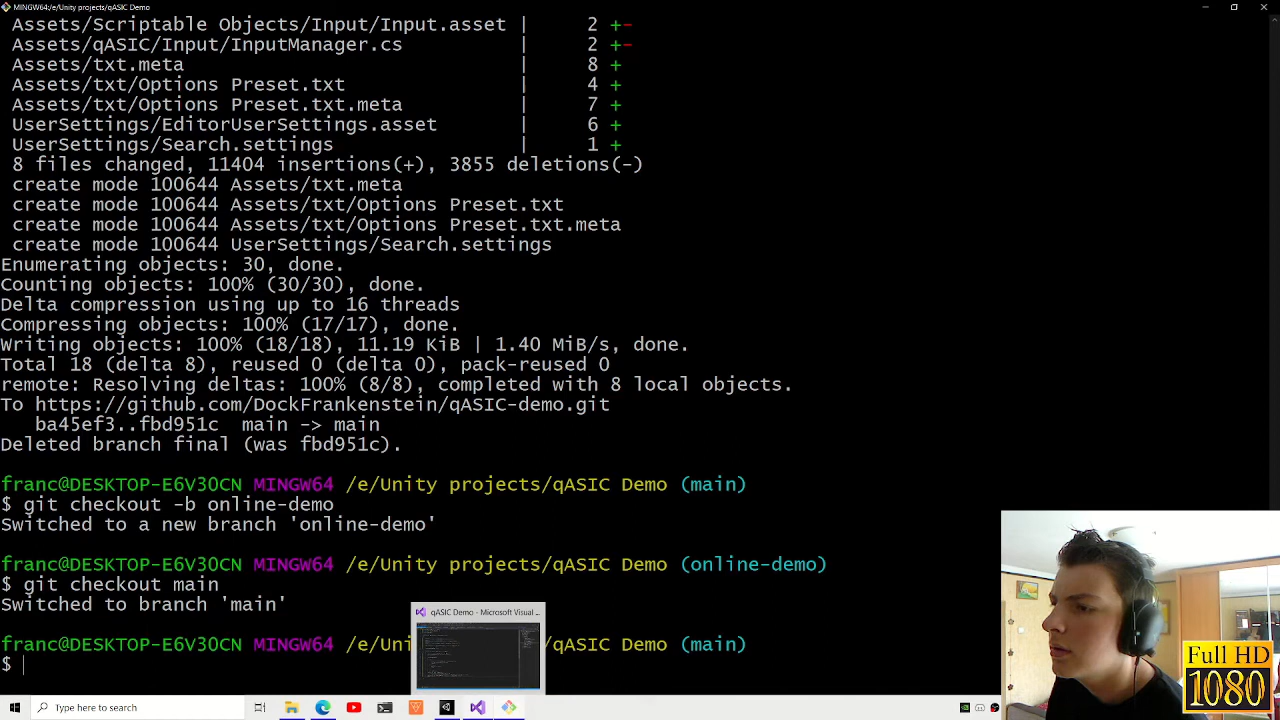 MINGW64:/e/Unity projects/qASIC Demo
Assets/Scriptable Objects/Input/Input.asset | 2 +-
Assets/qASIC/Input/InputManager.cs | 2 +-
Assets/txt.meta | 8 +
Assets/txt/Options Preset.txt | 4 +
Assets/txt/Options Preset.txt.meta | 7 +
UserSettings/EditorUserSettings.asset | 6 +
UserSettings/Search.settings | 1 +
8 files changed, 11404 insertions(+), 3855 deletions(-)
create mode 100644 Assets/txt.meta
create mode 100644 Assets/txt/Options Preset.txt
create mode 100644 Assets/txt/Options Preset.txt.meta
create mode 100644 UserSettings/Search.settings
Enumerating objects: 30, done.
Counting objects: 100% (30/30), done.
Delta compression using up to 16 threads
Compressing objects: 100% (17/17), done.
Writing objects: 100% (18/18), 11.19 KiB | 1.40 MiB/s, done.
Total 18 (delta 8), reused 0 (delta 0), pack-reused 0
remote: Resolving deltas: 100% (8/8), completed with 8 local objects.
To https://github.com/DockFrankenstein/qASIC-demo.git
ba45ef3..fbd951c main -> main
Deleted branch final (was fbd951c).
franc@DESKTOP-E6V3OCN MINGW64 /e/Unity projects/qASIC Demo (main)
$ git checkout -b online-demo
Switched to a new branch 'online-demo'
franc@DESKTOP-E6V3OCN MINGW64 /e/Unity projects/qASIC Demo (online-demo)
$ git checkout main
Switched to branch 'main'
qASIC Demo - Microsoft Visual ...
franc@DESKTOP-E6V3OCN MINGW64 /e/Uni projects/qASIC Demo (main)
$
Full HD
1080
Type here to search